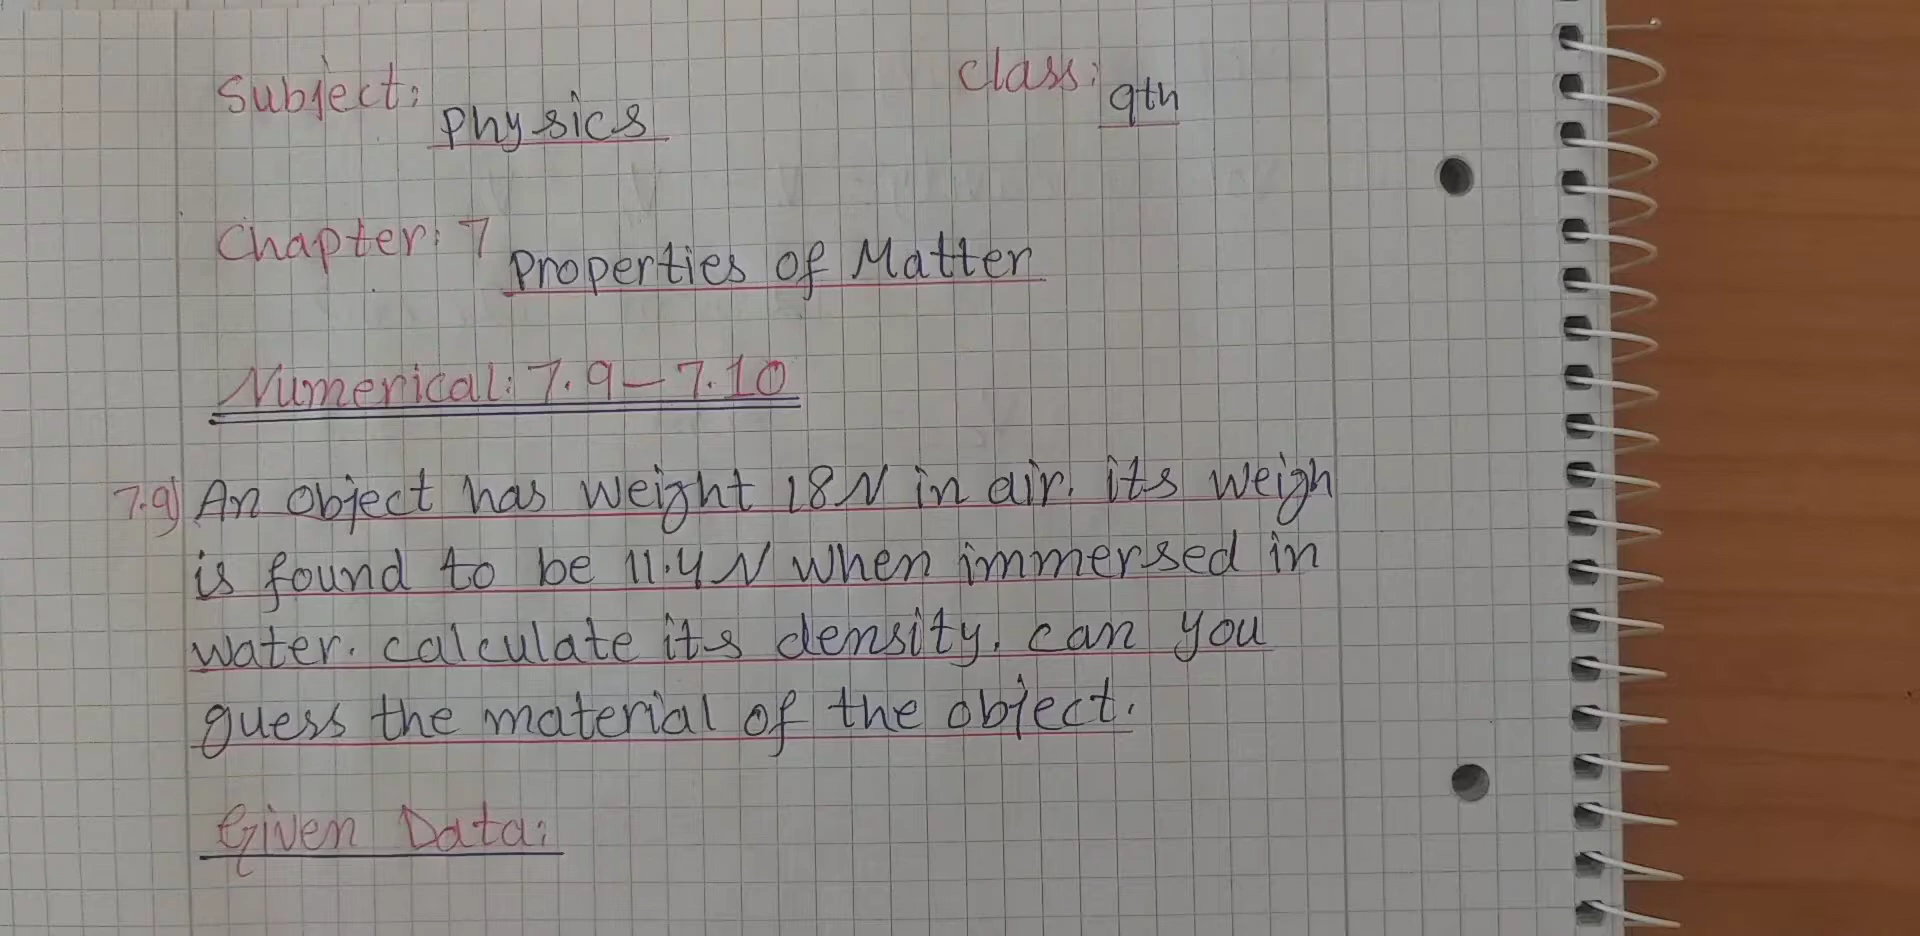 Subject: Physics Class: 9th
Chapter: 7 Properties of Matter
Numerical: 7.9 – 7.10
7.9) An object has weight 18N in air. its weigh
is found to be 11.4N when immersed in
water. calculate its density. can you
guess the material of the object.
Given Data: